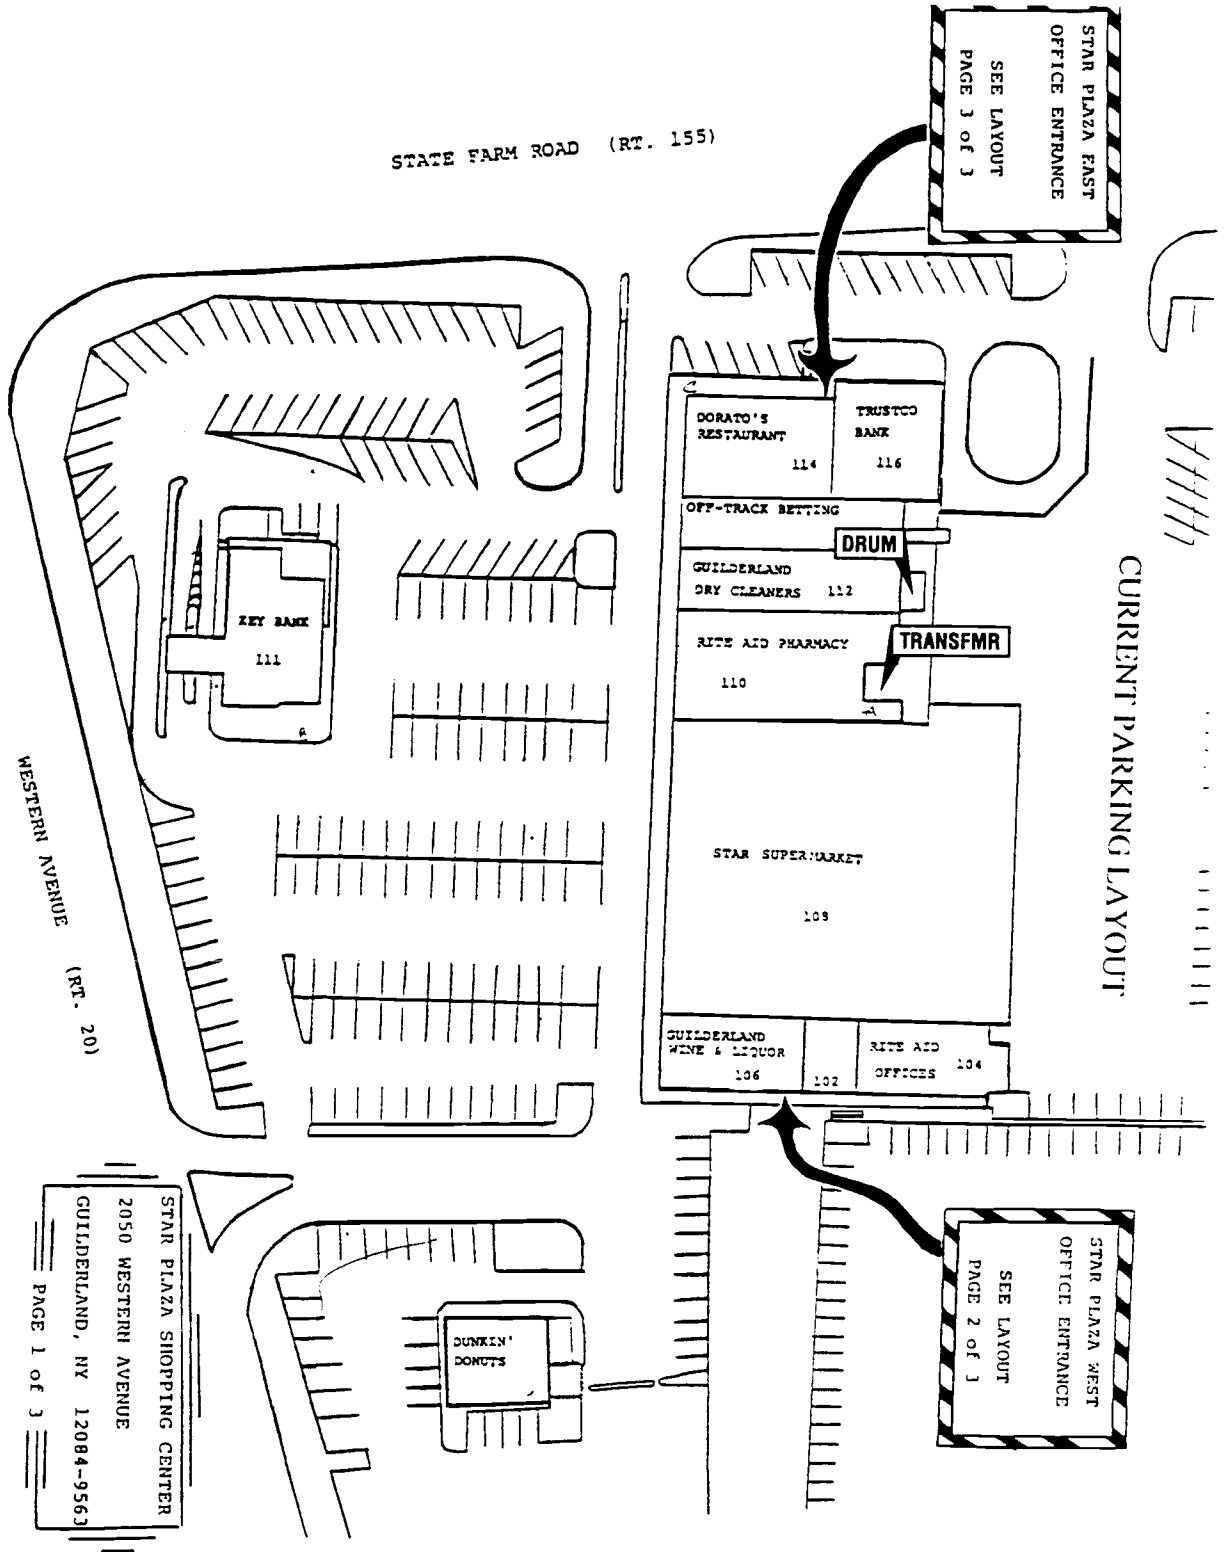 STAR PLAZA EAST
OFFICE ENTRANCE
SEE LAYOUT
PAGE 3 of 3
STATE FARM ROAD (RT. 155)
DORATO'S
RESTAURANT
114
TRUSTCO
BANK
116
OFF-TRACK BETTING
DRUM
GUILDERLAND
DRY CLEANERS 112
RITE AID PHARMACY
110
TRANSFMR
A
C
KEY BANK
111
CURRENT PARKING LAYOUT
STAR SUPERMARKET
108
WESTERN AVENUE (RT. 20)
GUILDERLAND
WINE & LIQUOR
106
102
RITE AID
OFFICES
104
STAR PLAZA WEST
OFFICE ENTRANCE
SEE LAYOUT
PAGE 2 of 3
DUNKIN'
DONUTS
STAR PLAZA SHOPPING CENTER
2050 WESTERN AVENUE
GUILDERLAND, NY 12084-9563
PAGE 1 of 3